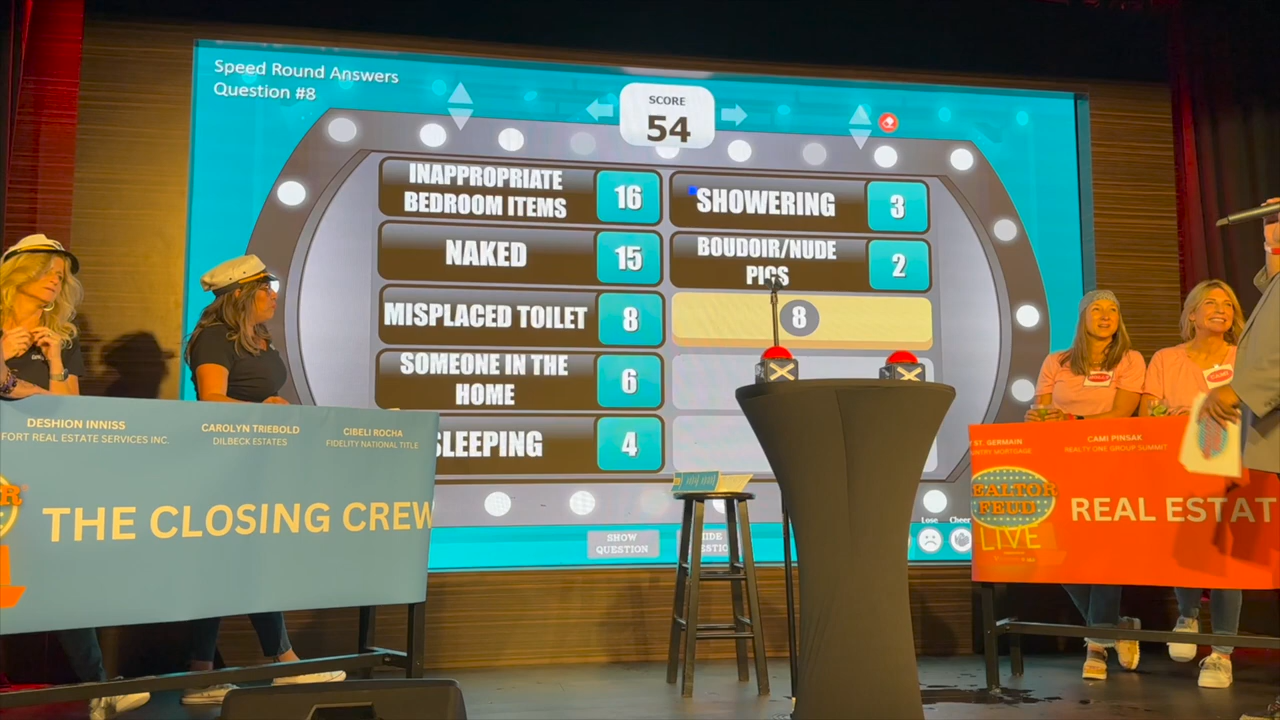 Speed Round Answers
Question #8
SCORE
54
INAPPROPRIATE
BEDROOM ITEMS
16
NAKED
15
MISPLACED TOILET
8
SOMEONE IN THE
HOME
6
SLEEPING
4
SHOWERING
3
BOUDOIR/NUDE
PICS
2
8
SHOW
QUESTION
Lose
Cheer
DESHION INNISS
FORT REAL ESTATE SERVICES INC.
CAROLYN TRIEBOLD
DILBECK ESTATES
CIBELI ROCHA
FIDELITY NATIONAL TITLE
THE CLOSING CREW
ST. GERMAIN
CAMI PINSAK
REALTY ONE GROUP SUMMIT
EALTOR
FEUD
LIVE
REAL ESTAT